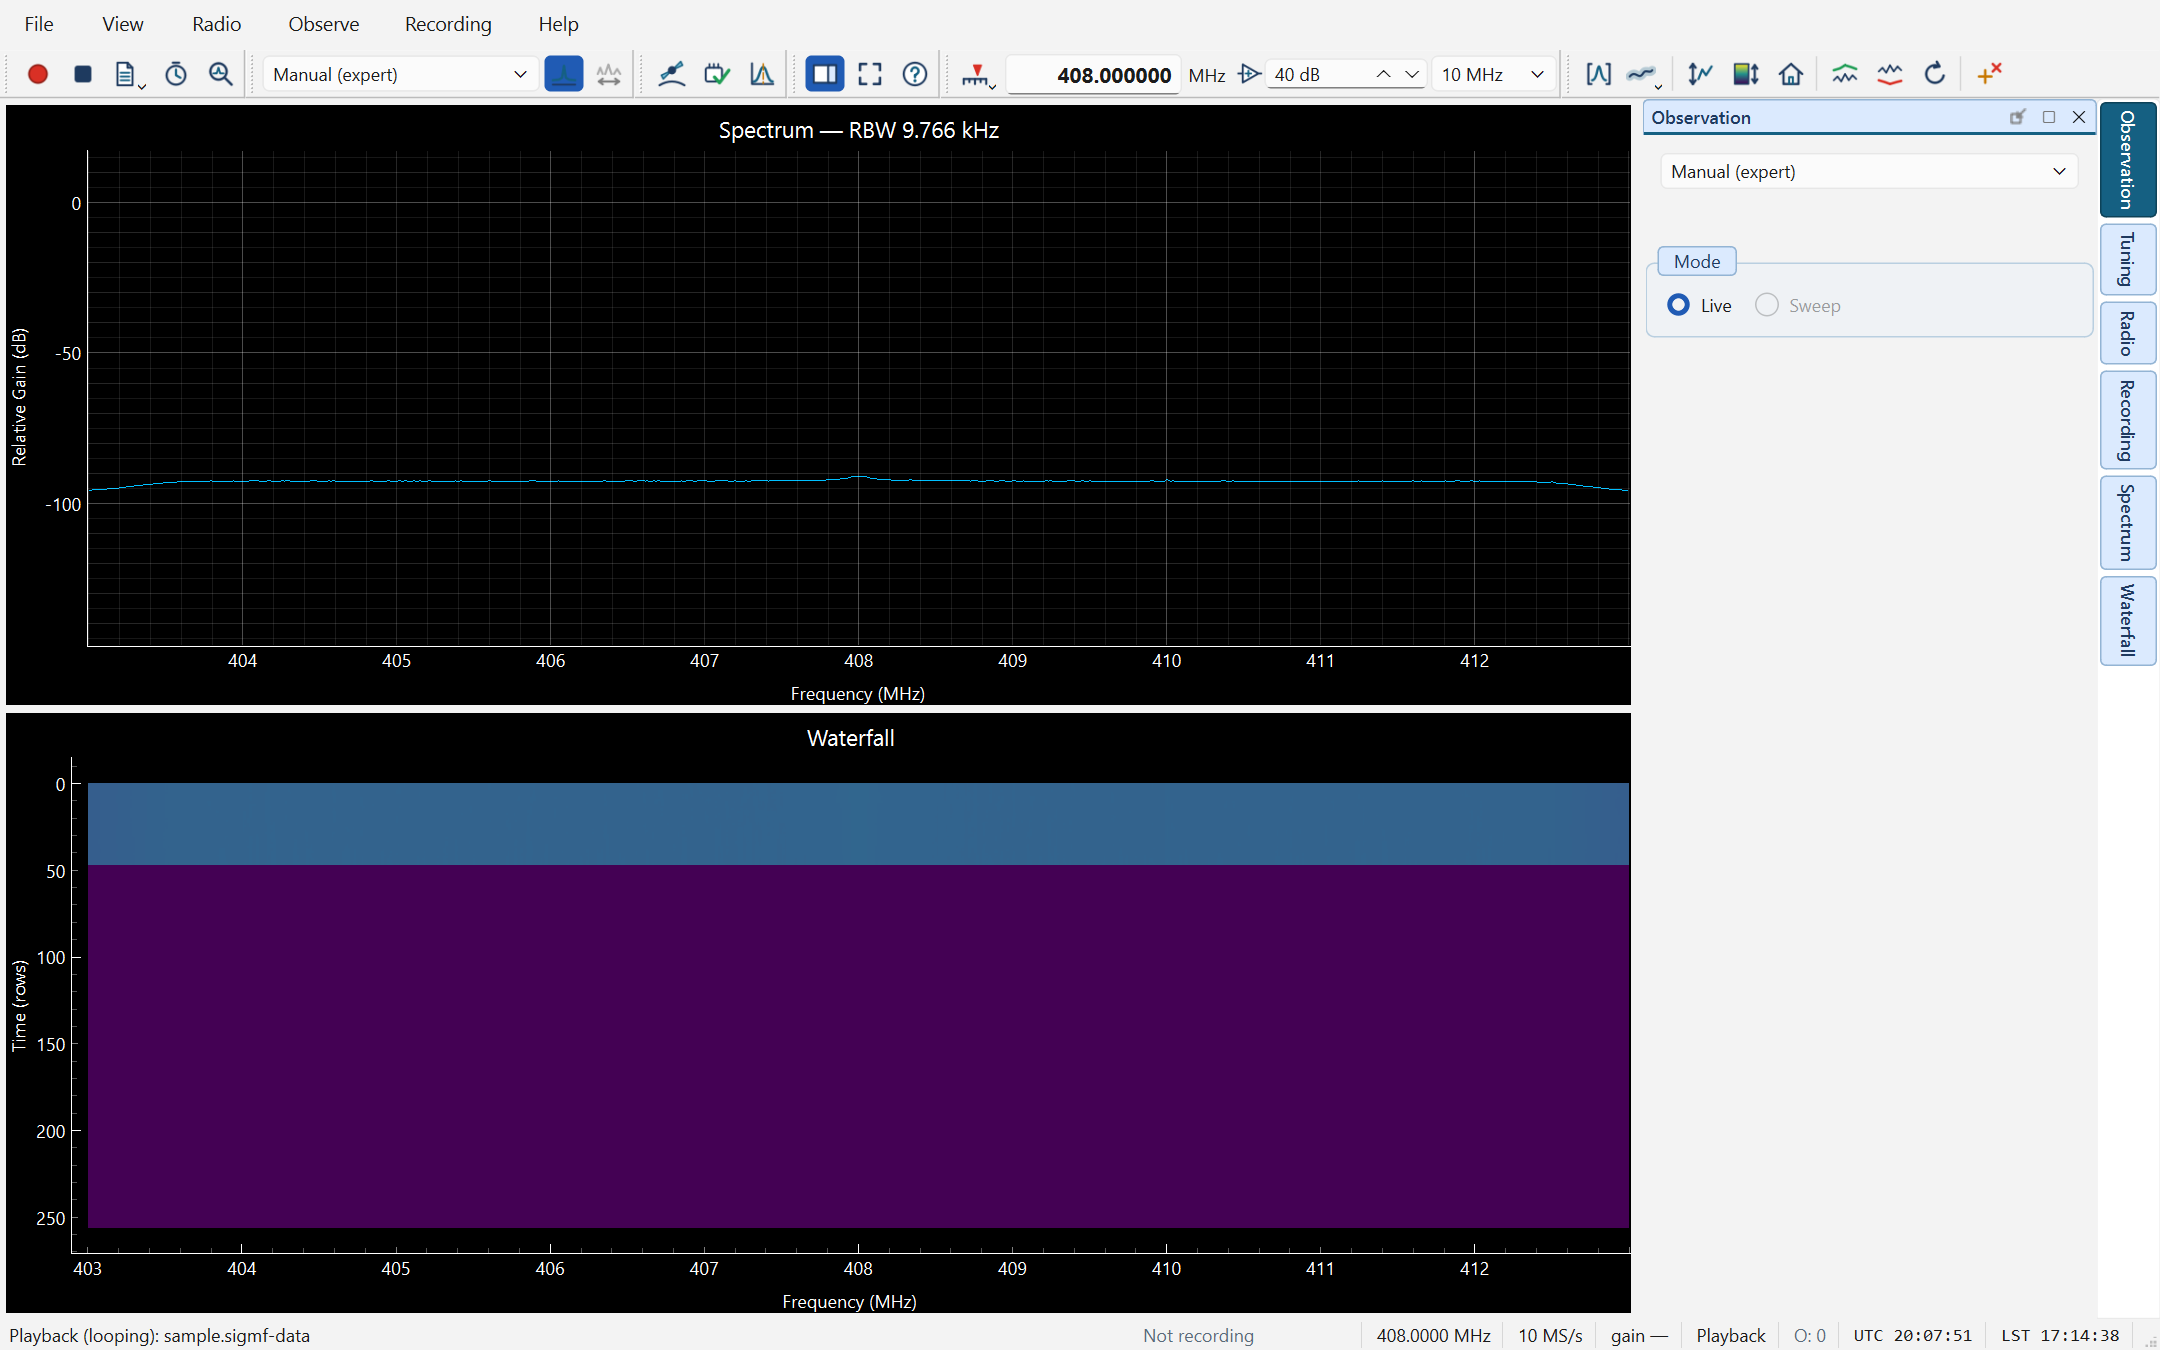 File View Radio Observe Recording Help
Manual (expert) 408.000000 MHz 40 dB 10 MHz
Spectrum — RBW 9.766 kHz
0
-50
-100
Relative Gain (dB)
404 405 406 407 408 409 410 411 412
Frequency (MHz)
Waterfall
0
50
100
150
200
250
Time (rows)
403 404 405 406 407 408 409 410 411 412
Frequency (MHz)
Observation
Manual (expert)
Mode
Live Sweep
Observation
Tuning
Radio
Recording
Spectrum
Waterfall
Playback (looping): sample.sigmf-data Not recording 408.0000 MHz 10 MS/s gain — Playback O: 0 UTC 20:07:51 LST 17:14:38